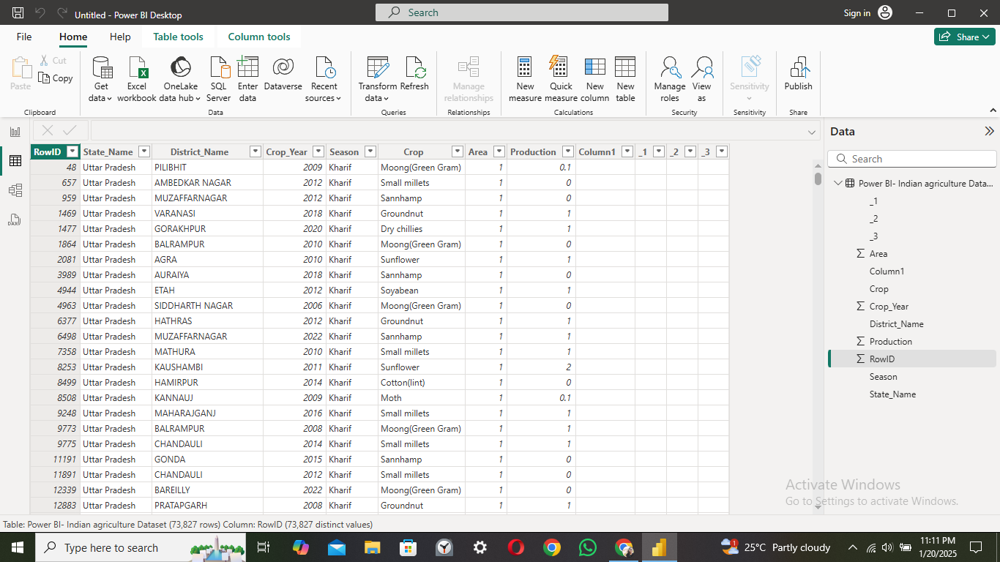 Untitled - Power BI Desktop
Search
Sign in
File Home Help Table tools Column tools
Share
Paste
Cut
Copy
Clipboard
Get data
Excel workbook
OneLake data hub
SQL Server
Enter data
Dataverse
Recent sources
Data
Transform data
Refresh
Queries
Manage relationships
Relationships
New measure
Quick measure
New column
New table
Calculations
Manage roles
View as
Security
Sensitivity
Sensitivity
Publish
Share
RowID State_Name District_Name Crop_Year Season Crop Area Production Column1 _1 _2 _3
48 Uttar Pradesh PILIBHIT 2009 Kharif Moong(Green Gram) 1 0.1
657 Uttar Pradesh AMBEDKAR NAGAR 2012 Kharif Small millets 1 0
959 Uttar Pradesh MUZAFFARNAGAR 2012 Kharif Sannhamp 1 0
1469 Uttar Pradesh VARANASI 2018 Kharif Groundnut 1 1
1477 Uttar Pradesh GORAKHPUR 2020 Kharif Dry chillies 1 1
1864 Uttar Pradesh BALRAMPUR 2010 Kharif Moong(Green Gram) 1 0
2081 Uttar Pradesh AGRA 2010 Kharif Sunflower 1 1
3989 Uttar Pradesh AURAIYA 2018 Kharif Sannhamp 1 0
4944 Uttar Pradesh ETAH 2012 Kharif Soyabean 1 1
4963 Uttar Pradesh SIDDHARTH NAGAR 2006 Kharif Moong(Green Gram) 1 0
6377 Uttar Pradesh HATHRAS 2012 Kharif Groundnut 1 1
6498 Uttar Pradesh MUZAFFARNAGAR 2022 Kharif Sannhamp 1 1
7358 Uttar Pradesh MATHURA 2010 Kharif Small millets 1 1
8253 Uttar Pradesh KAUSHAMBI 2011 Kharif Sunflower 1 2
8499 Uttar Pradesh HAMIRPUR 2014 Kharif Cotton(lint) 1 0
8508 Uttar Pradesh KANNAUJ 2009 Kharif Moth 1 0.1
9248 Uttar Pradesh MAHARAJGANJ 2016 Kharif Small millets 1 1
9773 Uttar Pradesh BALRAMPUR 2008 Kharif Moong(Green Gram) 1 1
9775 Uttar Pradesh CHANDAULI 2014 Kharif Small millets 1 1
11191 Uttar Pradesh GONDA 2015 Kharif Sannhamp 1 0
11891 Uttar Pradesh CHANDAULI 2012 Kharif Small millets 1 0
12339 Uttar Pradesh BAREILLY 2022 Kharif Moong(Green Gram) 1 0
12883 Uttar Pradesh PRATAPGARH 2008 Kharif Groundnut 1 1
Data
Search
Power BI- Indian agriculture Data...
_1
_2
_3
Area
Column1
Crop
Crop_Year
District_Name
Production
RowID
Season
State_Name
Activate Windows
Go to Settings to activate Windows.
Table: Power BI- Indian agriculture Dataset (73,827 rows) Column: RowID (73,827 distinct values)
Type here to search
25°C Partly cloudy
11:11 PM
1/20/2025